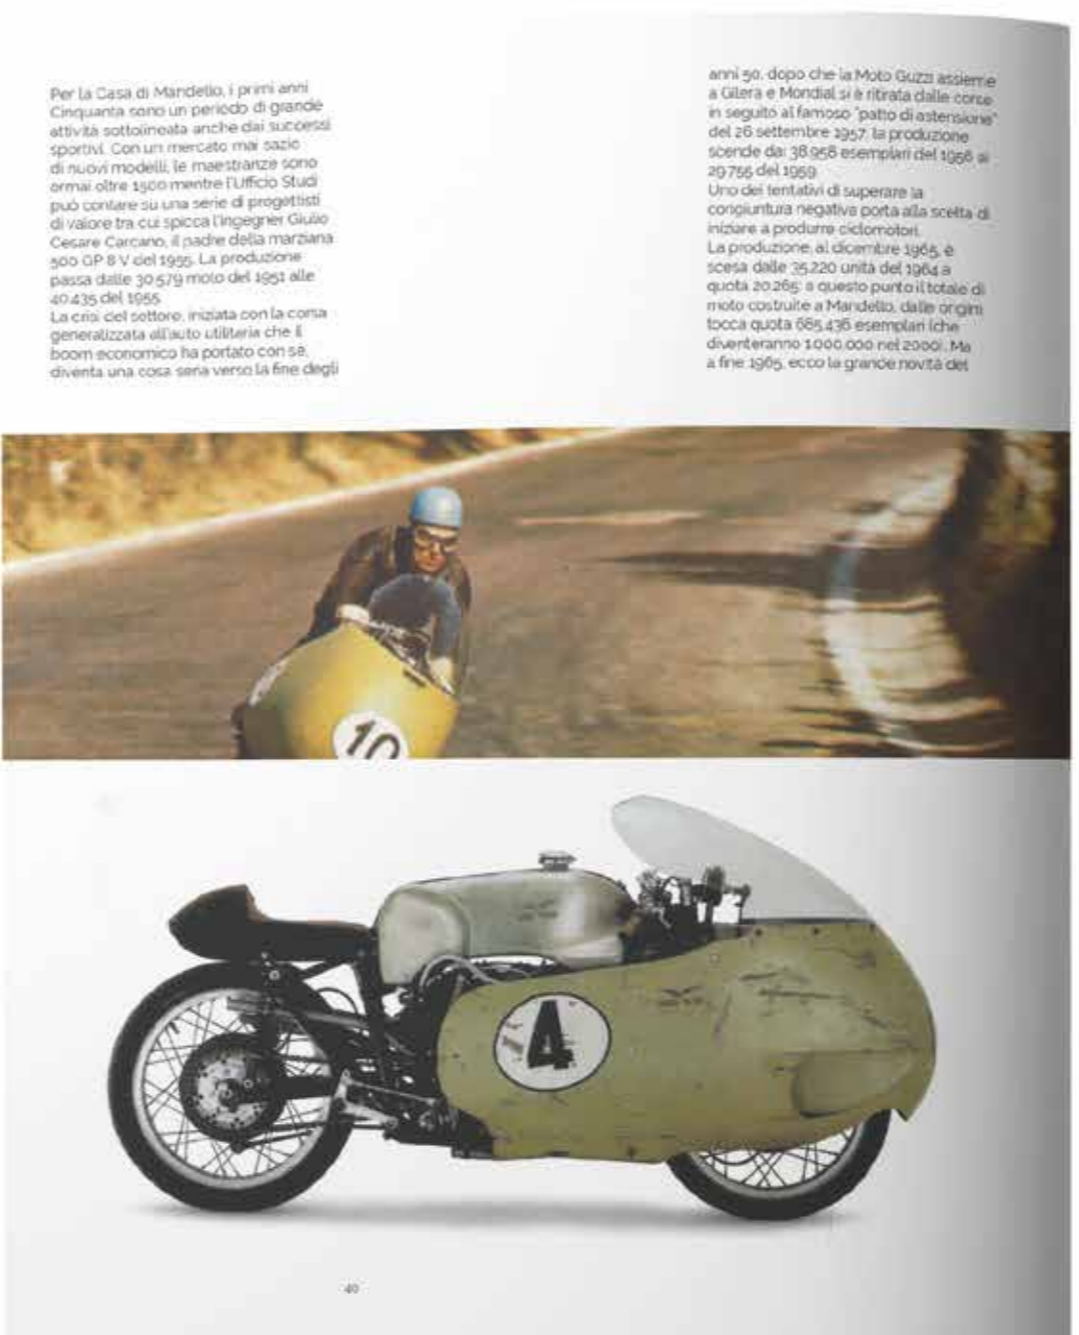 Per la Casa di Mandello, i primi anni
Cinquanta sono un periodo di grande
attività sottolineata anche dai successi
sportivi. Con un mercato mai sazio
di nuovi modelli, le maestranze sono
ormai oltre 1500 mentre l'Ufficio Studi
può contare su una serie di progettisti
di valore tra cui spicca l'ingegner Giulio
Cesare Carcano, il padre della marziana
500 GP 8 V del 1955. La produzione
passa dalle 30.579 moto del 1951 alle
40.435 del 1955.
La crisi del settore, iniziata con la corsa
generalizzata all'auto utilitaria che il
boom economico ha portato con sé,
diventa una cosa seria verso la fine degli
anni 50, dopo che la Moto Guzzi assieme
a Gilera e Mondial si è ritirata dalle corse
in seguito al famoso "patto di astensione"
del 26 settembre 1957: la produzione
scende dai 38.956 esemplari del 1956 ai
29.755 del 1959.
Uno dei tentativi di superare la
congiuntura negativa porta alla scelta di
iniziare a produrre ciclomotori.
La produzione, al dicembre 1965, è
scesa dalle 35.220 unità del 1964 a
quota 20.265: a questo punto il totale di
moto costruite a Mandello, dalle origini
tocca quota 665.436 esemplari (che
diventeranno 1.000.000 nel 2000). Ma
a fine 1965, ecco la grande novità del
10
4
40